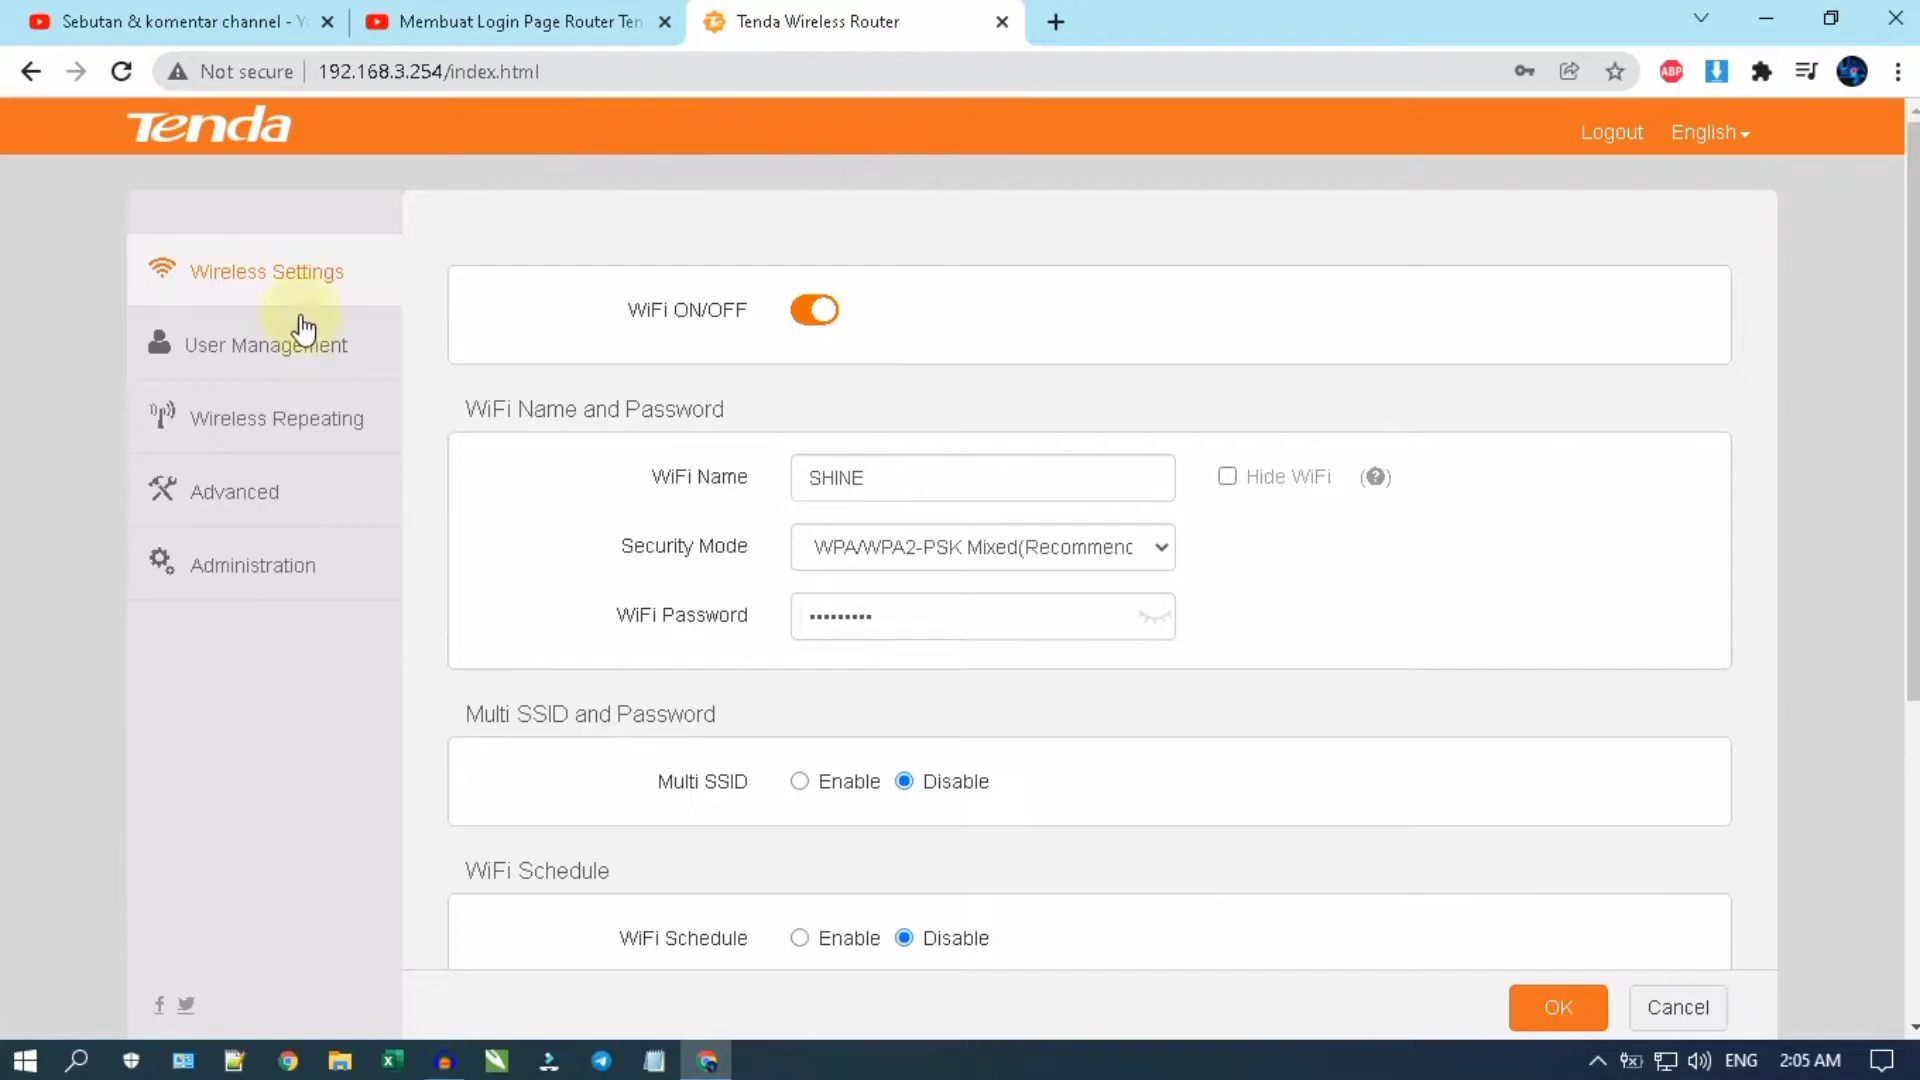 Sebutan & komentar channel - Y
Membuat Login Page Router Ten
Tenda Wireless Router
Not secure
192.168.3.254/index.html
ABP
Tenda
Logout
English
Wireless Settings
User Management
Wireless Repeating
Advanced
Administration
WiFi ON/OFF
WiFi Name and Password
WiFi Name
SHINE
Hide WiFi
(?)
Security Mode
WPA/WPA2-PSK Mixed(Recommenc
WiFi Password
•••••••••
Multi SSID and Password
Multi SSID
Enable
Disable
WiFi Schedule
WiFi Schedule
Enable
Disable
OK
Cancel
ENG
2:05 AM